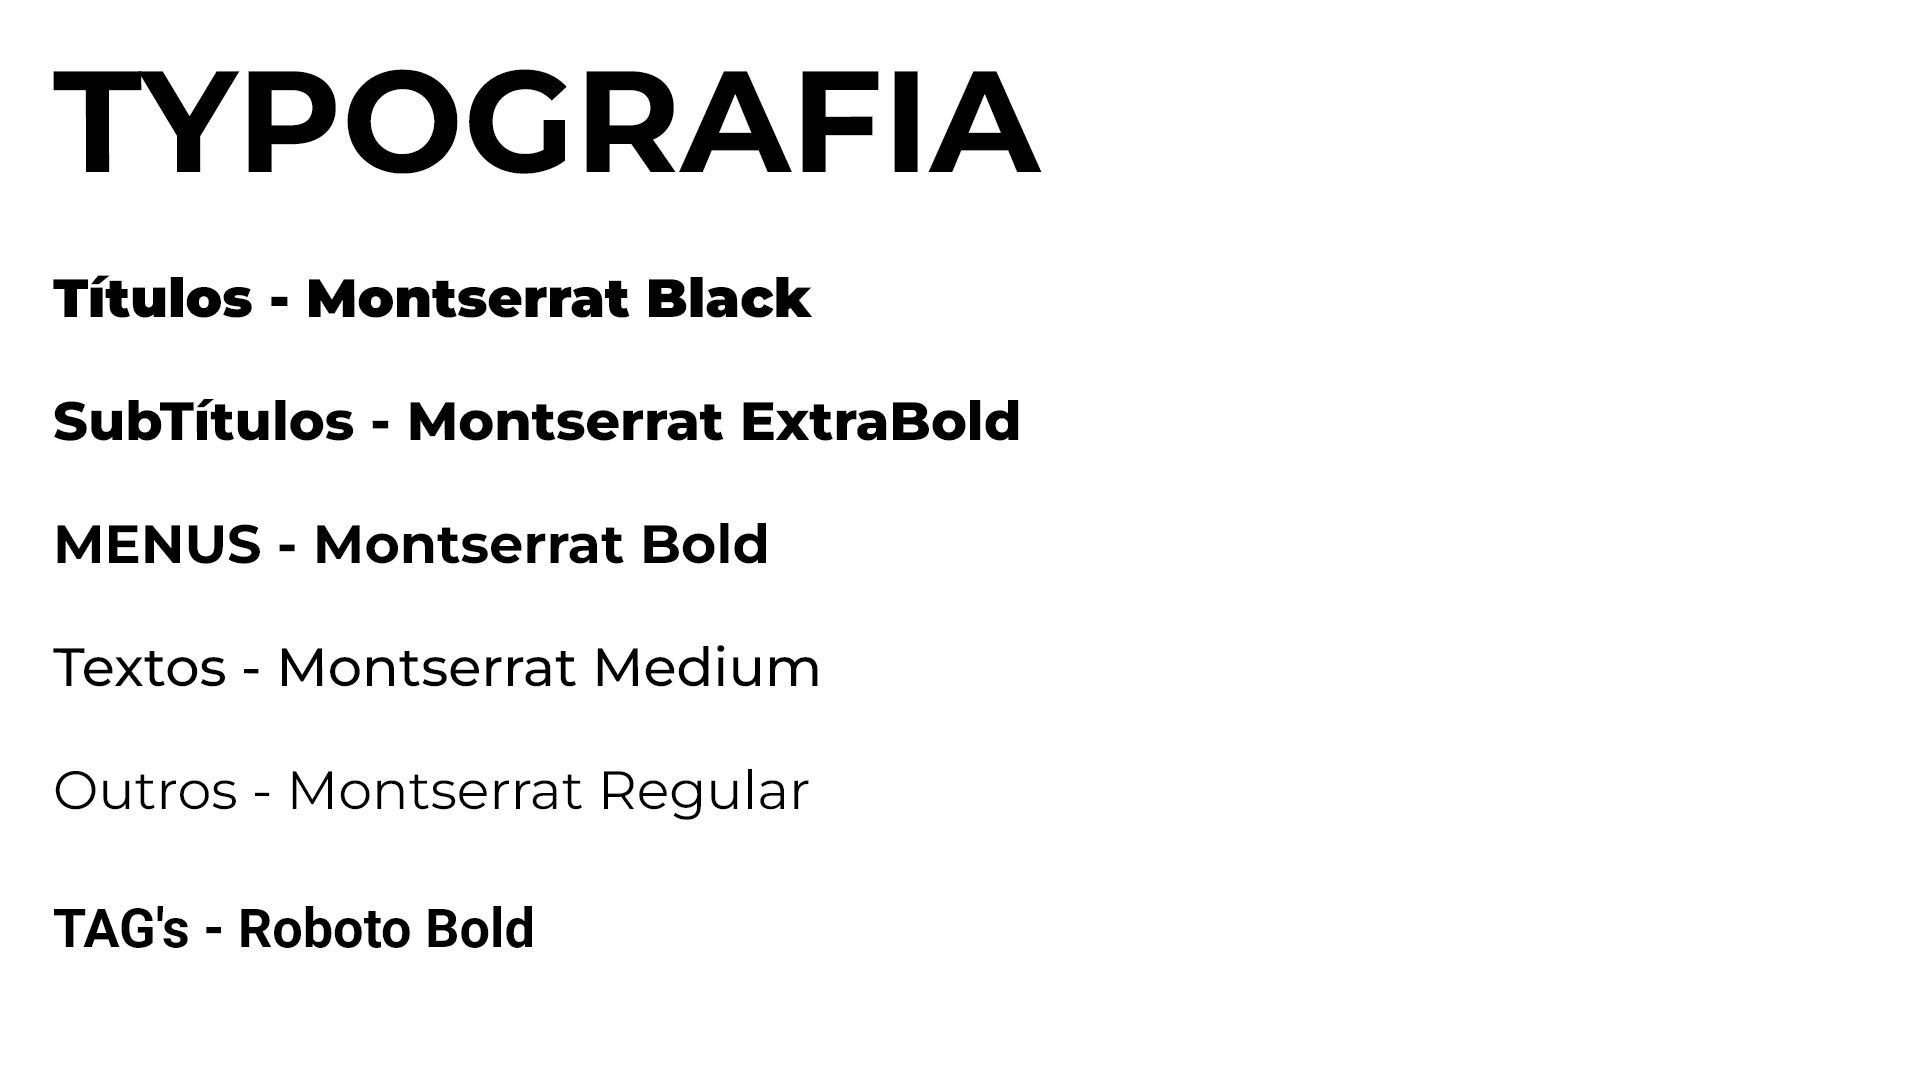 TYPOGRAFIA
Títulos - Montserrat Black
SubTítulos - Montserrat ExtraBold
MENUS - Montserrat Bold
Textos - Montserrat Medium
Outros - Montserrat Regular
TAG's - Roboto Bold